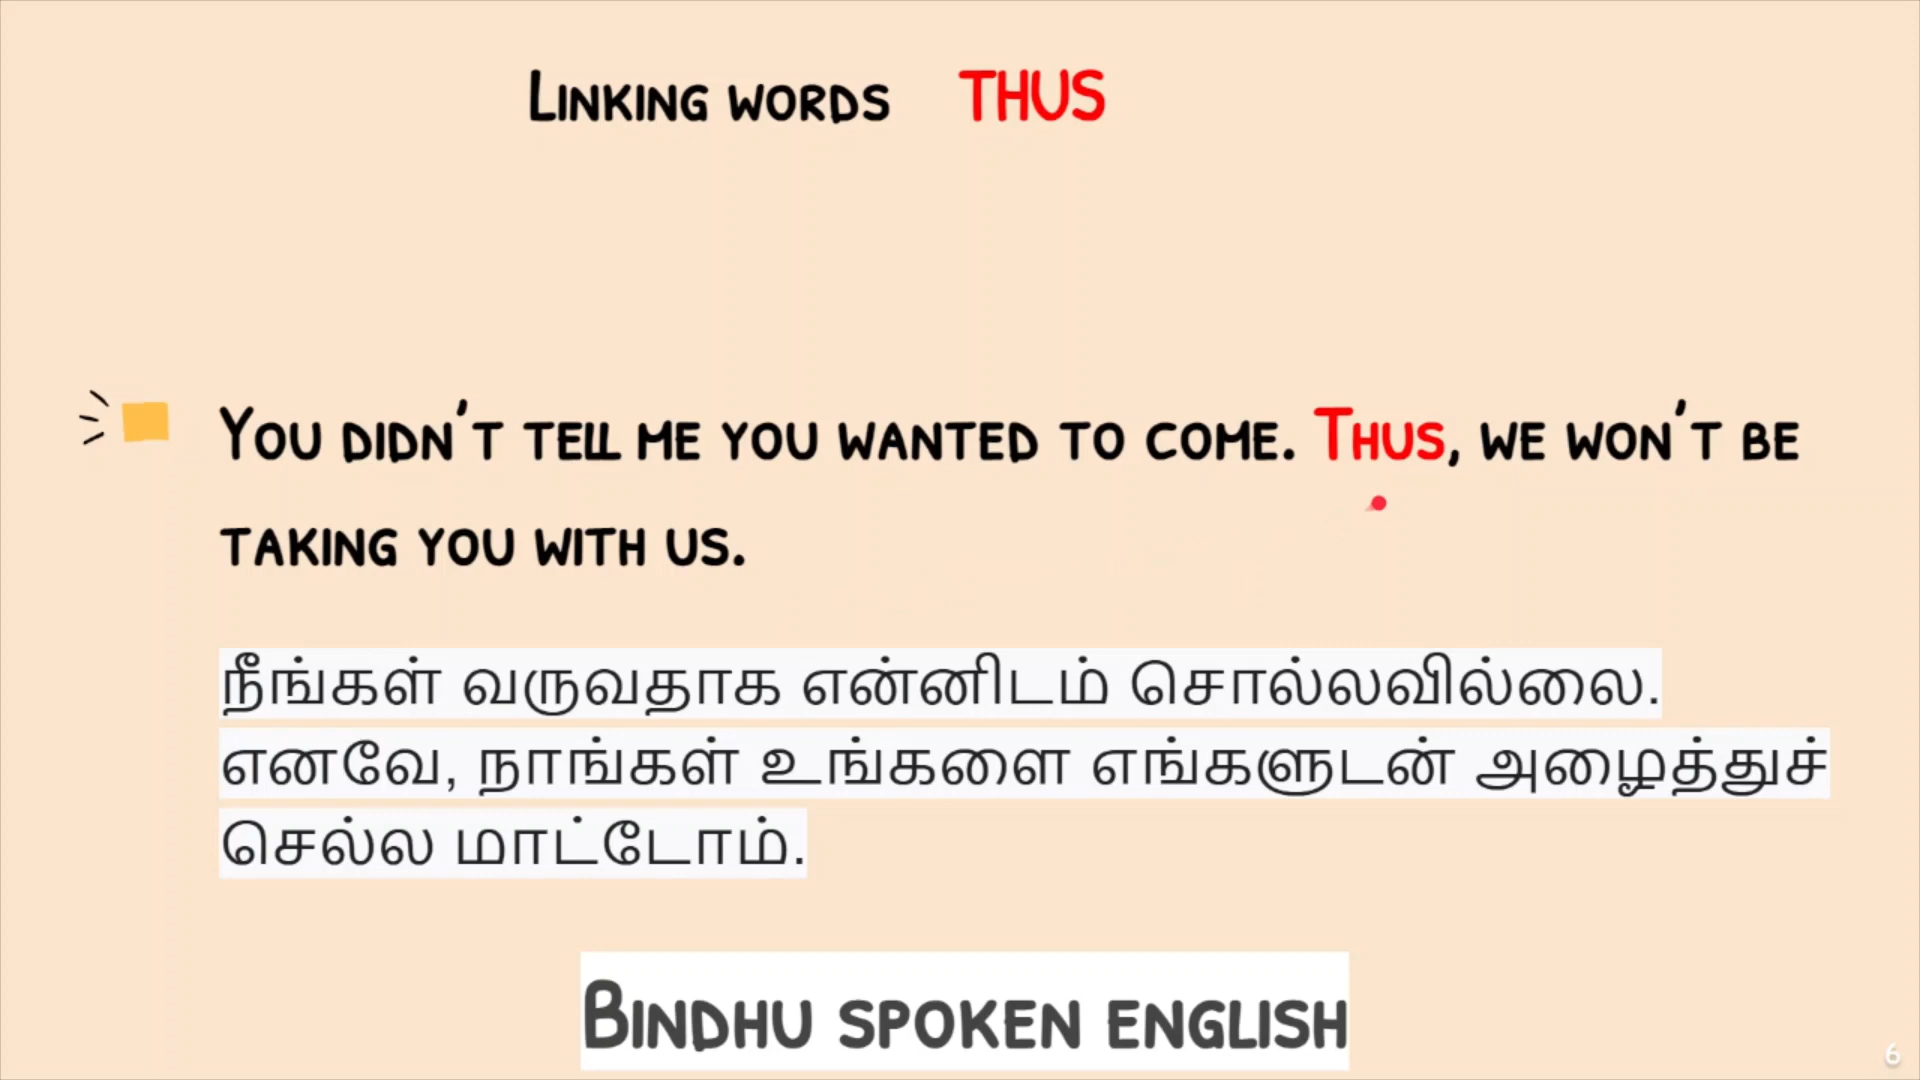 Linking words THUS
You didn't tell me you wanted to come. Thus, we won't be
taking you with us.
நீங்கள் வருவதாக என்னிடம் சொல்லவில்லை.
எனவே, நாங்கள் உங்களை எங்களுடன் அழைத்துச்
செல்ல மாட்டோம்.
Bindhu spoken english
6